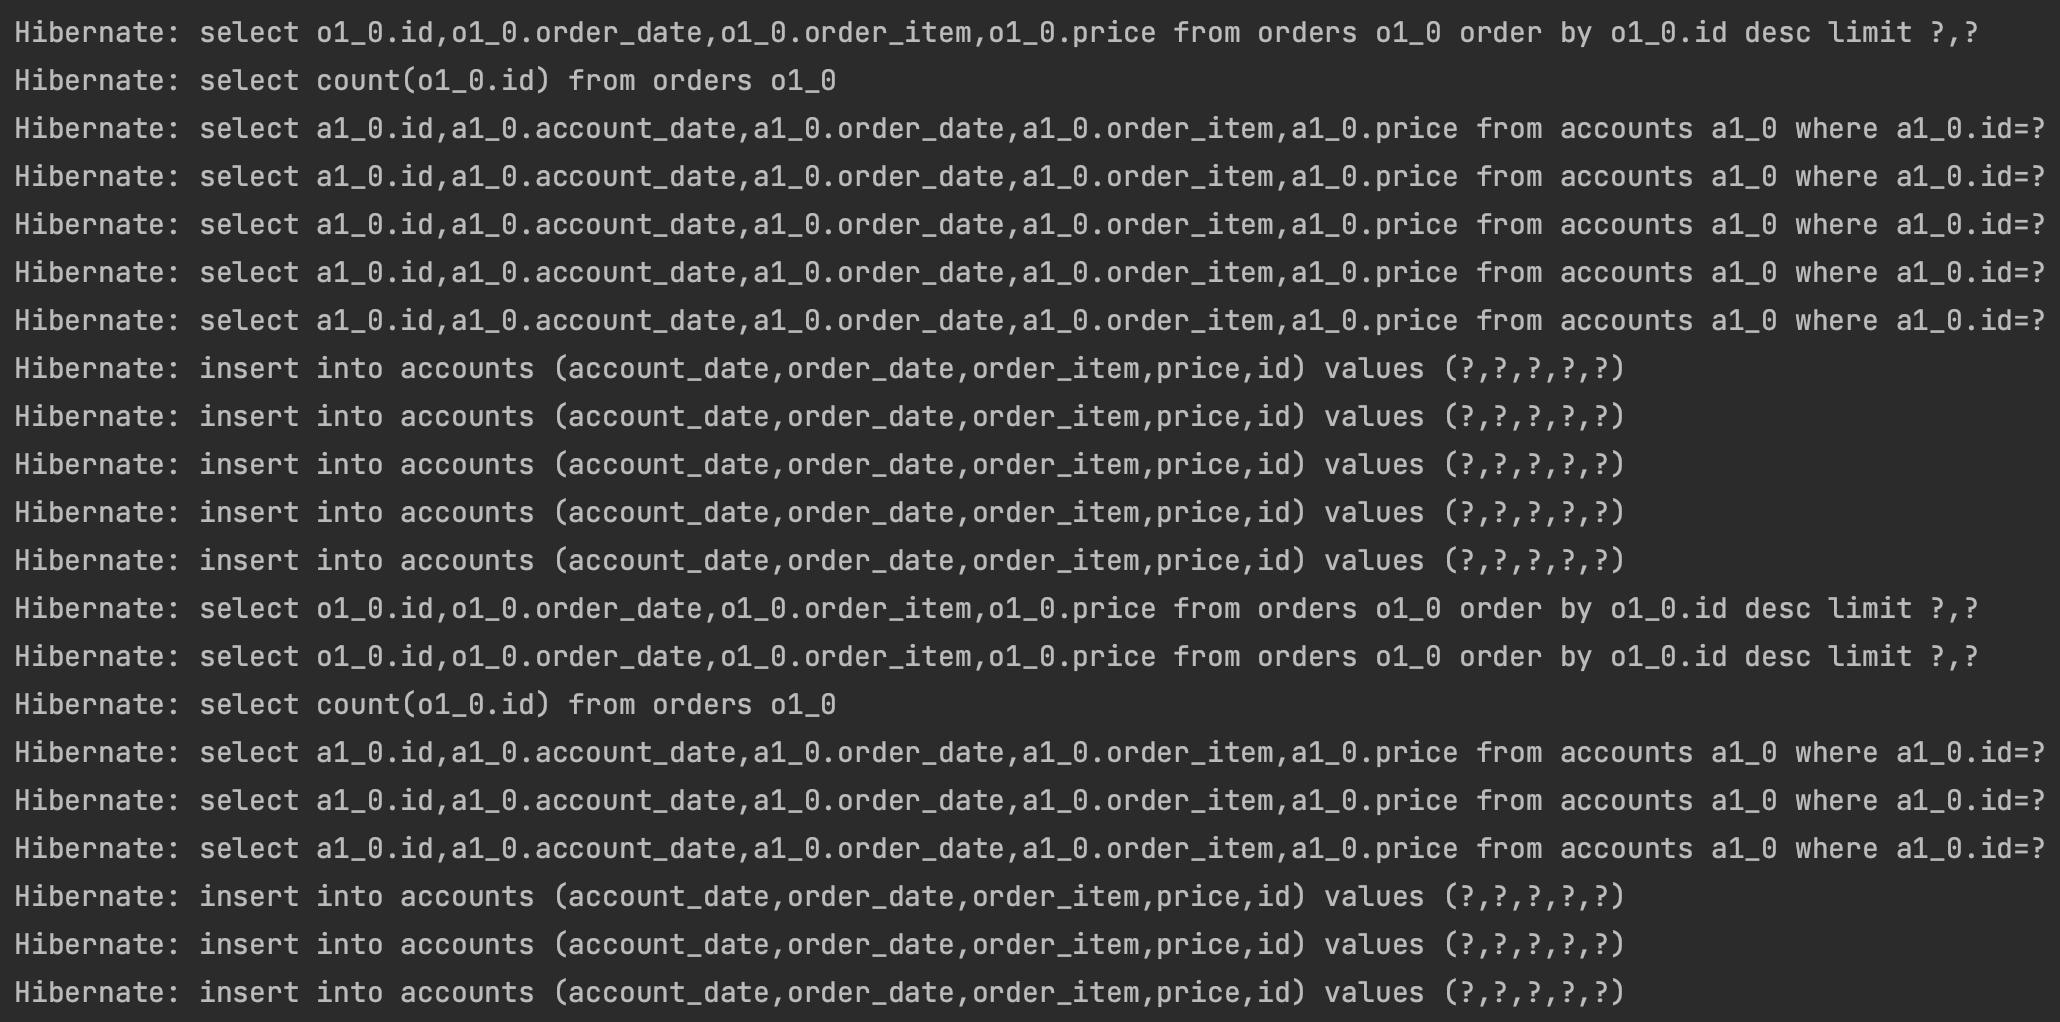 Hibernate: select o1_0.id,o1_0.order_date,o1_0.order_item,o1_0.price from orders o1_0 order by o1_0.id desc limit ?,?
Hibernate: select count(o1_0.id) from orders o1_0
Hibernate: select a1_0.id,a1_0.account_date,a1_0.order_date,a1_0.order_item,a1_0.price from accounts a1_0 where a1_0.id=?
Hibernate: select a1_0.id,a1_0.account_date,a1_0.order_date,a1_0.order_item,a1_0.price from accounts a1_0 where a1_0.id=?
Hibernate: select a1_0.id,a1_0.account_date,a1_0.order_date,a1_0.order_item,a1_0.price from accounts a1_0 where a1_0.id=?
Hibernate: select a1_0.id,a1_0.account_date,a1_0.order_date,a1_0.order_item,a1_0.price from accounts a1_0 where a1_0.id=?
Hibernate: select a1_0.id,a1_0.account_date,a1_0.order_date,a1_0.order_item,a1_0.price from accounts a1_0 where a1_0.id=?
Hibernate: insert into accounts (account_date,order_date,order_item,price,id) values (?,?,?,?,?)
Hibernate: insert into accounts (account_date,order_date,order_item,price,id) values (?,?,?,?,?)
Hibernate: insert into accounts (account_date,order_date,order_item,price,id) values (?,?,?,?,?)
Hibernate: insert into accounts (account_date,order_date,order_item,price,id) values (?,?,?,?,?)
Hibernate: insert into accounts (account_date,order_date,order_item,price,id) values (?,?,?,?,?)
Hibernate: select o1_0.id,o1_0.order_date,o1_0.order_item,o1_0.price from orders o1_0 order by o1_0.id desc limit ?,?
Hibernate: select o1_0.id,o1_0.order_date,o1_0.order_item,o1_0.price from orders o1_0 order by o1_0.id desc limit ?,?
Hibernate: select count(o1_0.id) from orders o1_0
Hibernate: select a1_0.id,a1_0.account_date,a1_0.order_date,a1_0.order_item,a1_0.price from accounts a1_0 where a1_0.id=?
Hibernate: select a1_0.id,a1_0.account_date,a1_0.order_date,a1_0.order_item,a1_0.price from accounts a1_0 where a1_0.id=?
Hibernate: select a1_0.id,a1_0.account_date,a1_0.order_date,a1_0.order_item,a1_0.price from accounts a1_0 where a1_0.id=?
Hibernate: insert into accounts (account_date,order_date,order_item,price,id) values (?,?,?,?,?)
Hibernate: insert into accounts (account_date,order_date,order_item,price,id) values (?,?,?,?,?)
Hibernate: insert into accounts (account_date,order_date,order_item,price,id) values (?,?,?,?,?)